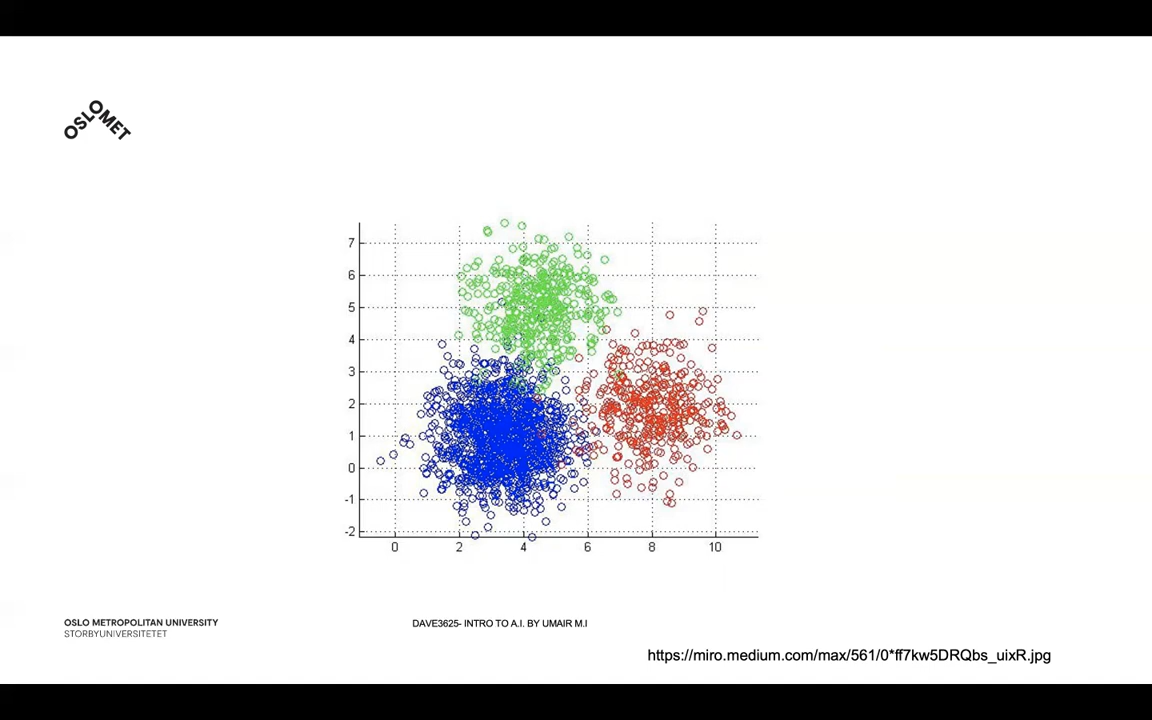 OSLOMET
7
6
5
4
3
2
1
0
-1
-2
0 2 4 6 8 10
OSLO METROPOLITAN UNIVERSITY
STORBYUNIVERSITETET
DAVE3625- INTRO TO A.I. BY UMAIR M.I
https://miro.medium.com/max/561/0*ff7kw5DRQbs_uixR.jpg